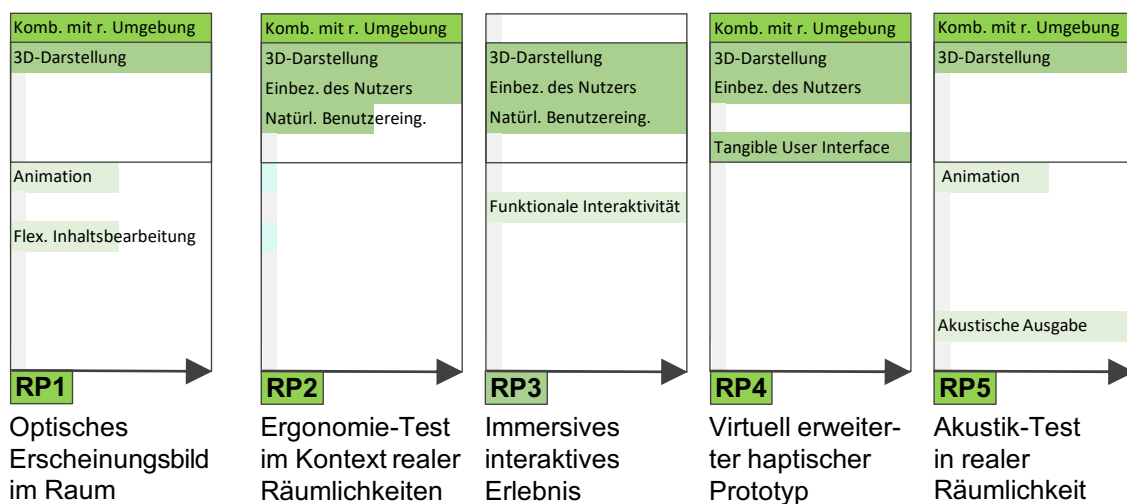 Komb. mit r. Umgebung
3D-Darstellung
Animation
Flex. Inhaltsbearbeitung
RP1
Optisches
Erscheinungsbild
im Raum
Komb. mit r. Umgebung
3D-Darstellung
Einbez. des Nutzers
Natürl. Benutzereing.
RP2
Ergonomie-Test
im Kontext realer
Räumlichkeiten
3D-Darstellung
Einbez. des Nutzers
Natürl. Benutzereing.
Funktionale Interaktivität
RP3
Immersives
interaktives
Erlebnis
Komb. mit r. Umgebung
3D-Darstellung
Einbez. des Nutzers
Tangible User Interface
RP4
Virtuell erweiter-
ter haptischer
Prototyp
Komb. mit r. Umgebung
3D-Darstellung
Animation
Akustische Ausgabe
RP5
Akustik-Test
in realer
Räumlichkeit